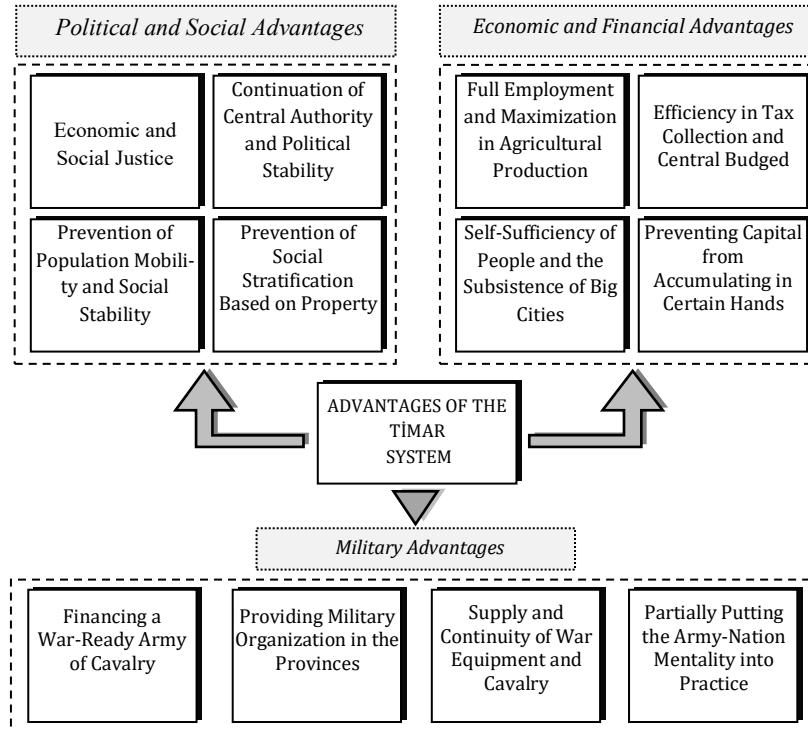 Political and Social Advantages
Economic and
Social Justice
Continuation of
Central Authority
and Political
Stability
Prevention of
Population Mobili-
ty and Social
Stability
Prevention of
Social
Stratification
Based on Property
Economic and Financial Advantages
Full Employment
and Maximization
in Agricultural
Production
Efficiency in Tax
Collection and
Central Budged
Self-Sufficiency of
People and the
Subsistence of Big
Cities
Preventing Capital
from
Accumulating in
Certain Hands
ADVANTAGES OF THE
TİMAR
SYSTEM
Military Advantages
Financing a
War-Ready Army
of Cavalry
Providing Military
Organization in the
Provinces
Supply and
Continuity of War
Equipment and
Cavalry
Partially Putting
the Army-Nation
Mentality into
Practice